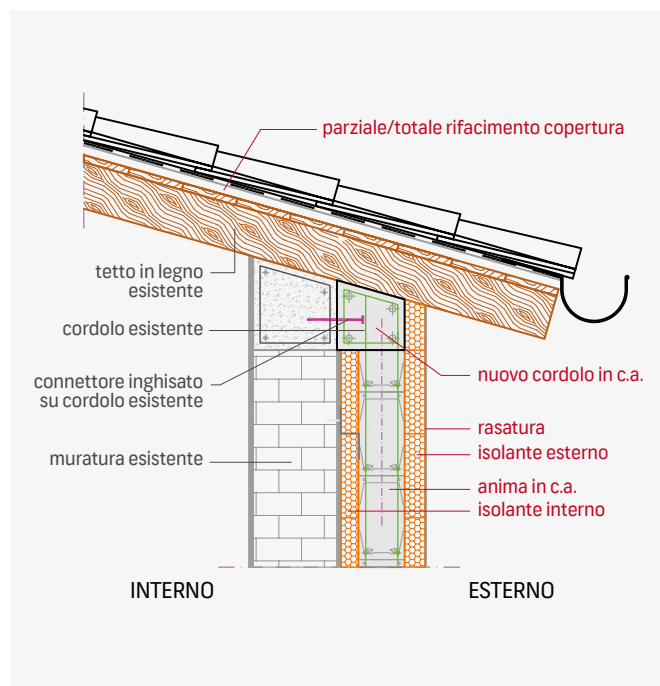 parziale/totale rifacimento copertura
tetto in legno
esistente
cordolo esistente
connettore inghisato
su cordolo esistente
nuovo cordolo in c.a.
rasatura
muratura esistente
isolante esterno
anima in c.a.
isolante interno
INTERNO
ESTERNO